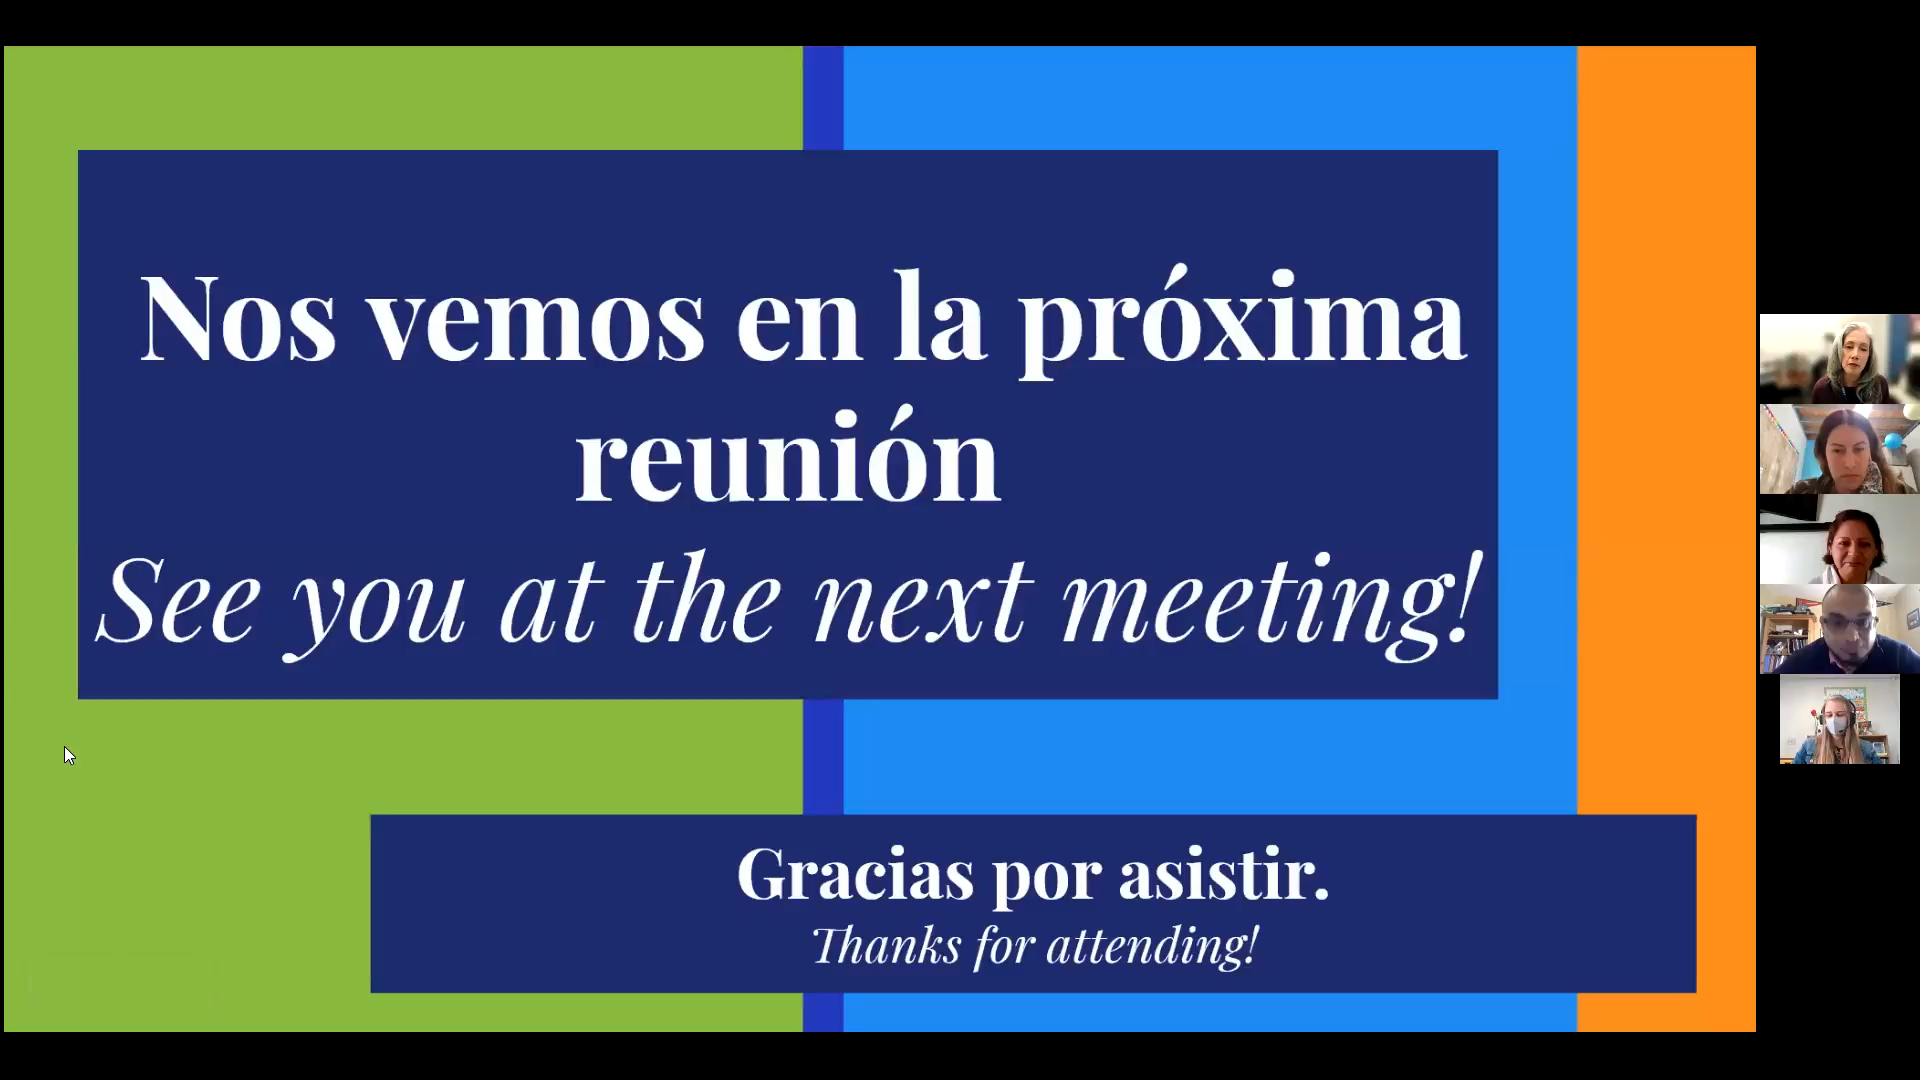 Nos vemos en la próxima
reunión
See you at the next meeting!
Gracias por asistir.
Thanks for attending!